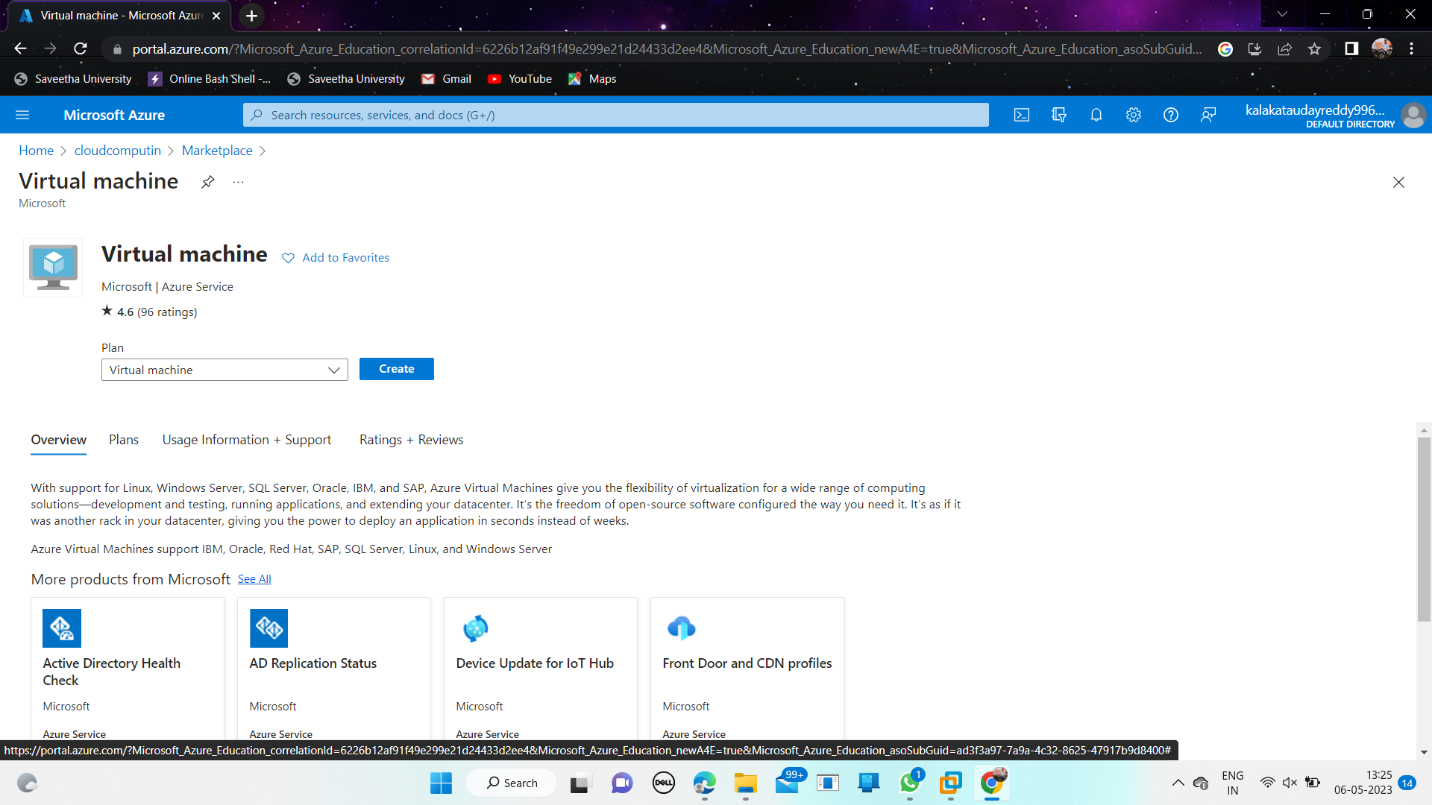 Virtual machine - Microsoft Azur
portal.azure.com/?Microsoft_Azure_Education_correlationId=6226b12af91f49e299e21d24433d2ee4&Microsoft_Azure_Education_newA4E=true&Microsoft_Azure_Education_asoSubGuid...
Saveetha University Online Bash Shell -... Saveetha University Gmail YouTube Maps
Microsoft Azure Search resources, services, and docs (G+/) kalakataudayreddy996...
DEFAULT DIRECTORY
Home > cloudcomputin > Marketplace >
Virtual machine ...
Microsoft
Virtual machine Add to Favorites
Microsoft | Azure Service
★ 4.6 (96 ratings)
Plan
Virtual machine Create
Overview Plans Usage Information + Support Ratings + Reviews
With support for Linux, Windows Server, SQL Server, Oracle, IBM, and SAP, Azure Virtual Machines give you the flexibility of virtualization for a wide range of computing
solutions—development and testing, running applications, and extending your datacenter. It's the freedom of open-source software configured the way you need it. It's as if it
was another rack in your datacenter, giving you the power to deploy an application in seconds instead of weeks.
Azure Virtual Machines support IBM, Oracle, Red Hat, SAP, SQL Server, Linux, and Windows Server
More products from Microsoft See All
Active Directory Health Check
Microsoft
Azure Service
AD Replication Status
Microsoft
Azure Service
Device Update for IoT Hub
Microsoft
Azure Service
Front Door and CDN profiles
Microsoft
Azure Service
https://portal.azure.com/?Microsoft_Azure_Education_correlationId=6226b12af91f49e299e21d24433d2ee4&Microsoft_Azure_Education_newA4E=true&Microsoft_Azure_Education_asoSubGuid=ad3f3a97-7a9a-4c32-8625-47917b9d8400#
Search DELL 99+ 1 ENG 13:25
IN 06-05-2023 14